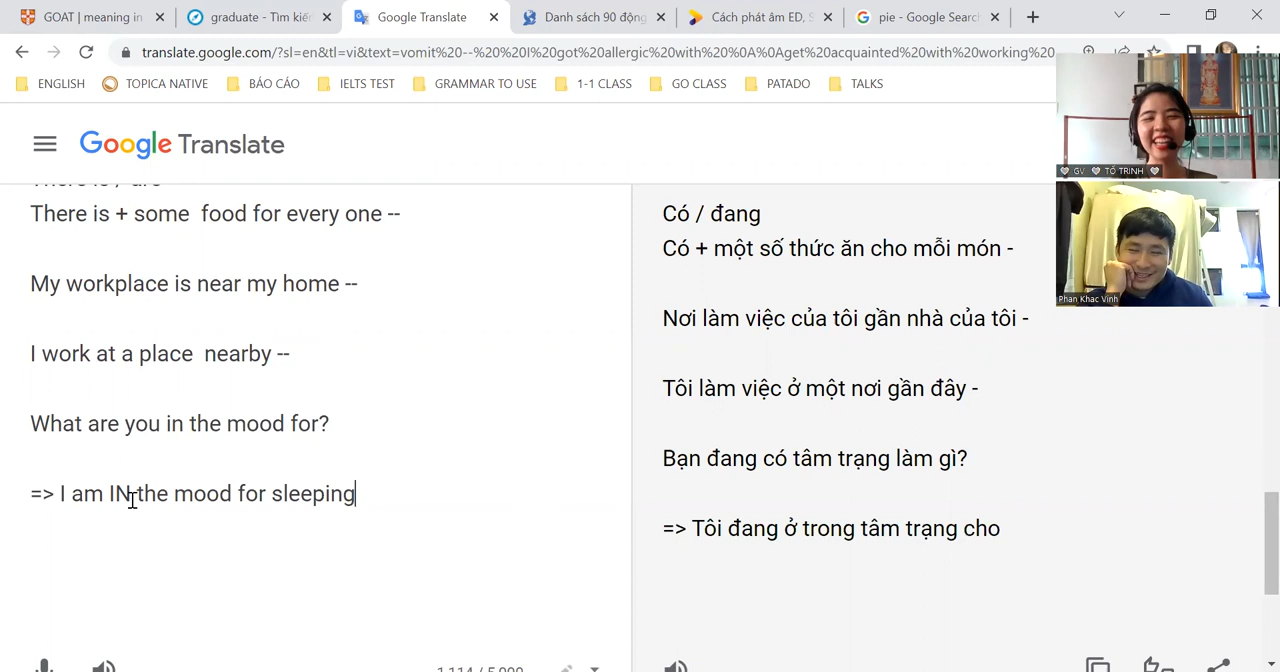 GOAT | meaning in
graduate - Tìm kiến
Google Translate
Danh sách 90 động
Cách phát âm ED, S
pie - Google Search
translate.google.com/?sl=en&tl=vi&text=vomit%20--%20%20I%20got%20allergic%20with%20%0A%0Aget%20acquainted%20with%20working%20
ENGLISH
TOPICA NATIVE
BÁO CÁO
IELTS TEST
GRAMMAR TO USE
1-1 CLASS
GO CLASS
PATADO
TALKS
Google Translate
GV TỐ TRINH
Phan Khac Vinh
There is / are
There is + some food for every one --
My workplace is near my home --
I work at a place nearby --
What are you in the mood for?
=> I am IN the mood for sleeping
1,114 / 5,000
Có / đang
Có + một số thức ăn cho mỗi món -
Nơi làm việc của tôi gần nhà của tôi -
Tôi làm việc ở một nơi gần đây -
Bạn đang có tâm trạng làm gì?
=> Tôi đang ở trong tâm trạng cho